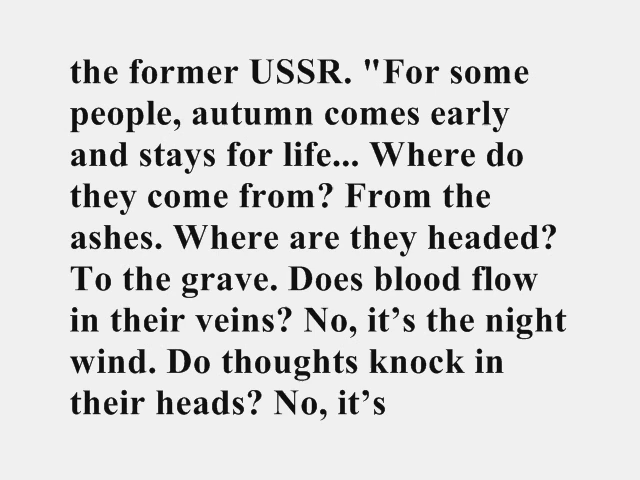 the former USSR. "For some
people, autumn comes early
and stays for life... Where do
they come from? From the
ashes. Where are they headed?
To the grave. Does blood flow
in their veins? No, it’s the night
wind. Do thoughts knock in
their heads? No, it’s